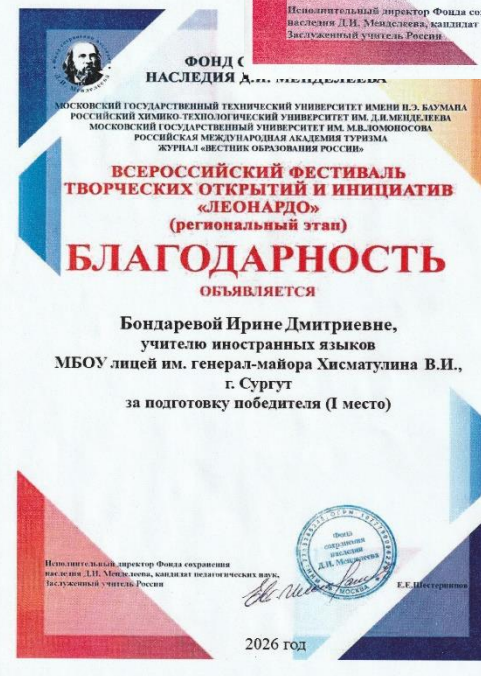 Исполнительный директор Фонда со
наследия Д.И. Менделеева, кандидат
Заслуженный учитель России
ФОНД С
НАСЛЕДИЯ Д.И. МЕНДЕЛЕЕВА
МОСКОВСКИЙ ГОСУДАРСТВЕННЫЙ ТЕХНИЧЕСКИЙ УНИВЕРСИТЕТ ИМЕНИ Н.Э. БАУМАНА
РОССИЙСКИЙ ХИМИКО-ТЕХНОЛОГИЧЕСКИЙ УНИВЕРСИТЕТ ИМ. Д.И.МЕНДЕЛЕЕВА
МОСКОВСКИЙ ГОСУДАРСТВЕННЫЙ УНИВЕРСИТЕТ ИМ. М.В.ЛОМОНОСОВА
РОССИЙСКАЯ МЕЖДУНАРОДНАЯ АКАДЕМИЯ ТУРИЗМА
ЖУРНАЛ «ВЕСТНИК ОБРАЗОВАНИЯ РОССИИ»
ВСЕРОССИЙСКИЙ ФЕСТИВАЛЬ
ТВОРЧЕСКИХ ОТКРЫТИЙ И ИНИЦИАТИВ
«ЛЕОНАРДО»
(региональный этап)
БЛАГОДАРНОСТЬ
ОБЪЯВЛЯЕТСЯ
Бондаревой Ирине Дмитриевне,
учителю иностранных языков
МБОУ лицей им. генерал-майора Хисматулина В.И.,
г. Сургут
за подготовку победителя (I место)
Фонд
сохранения
наследия
Д.И. Менделеева
МОСКВА
Исполнительный директор Фонда сохранения
наследия Д.И. Менделеева, кандидат педагогических наук,
Заслуженный учитель России
Е.Е.Шестерников
2026 год